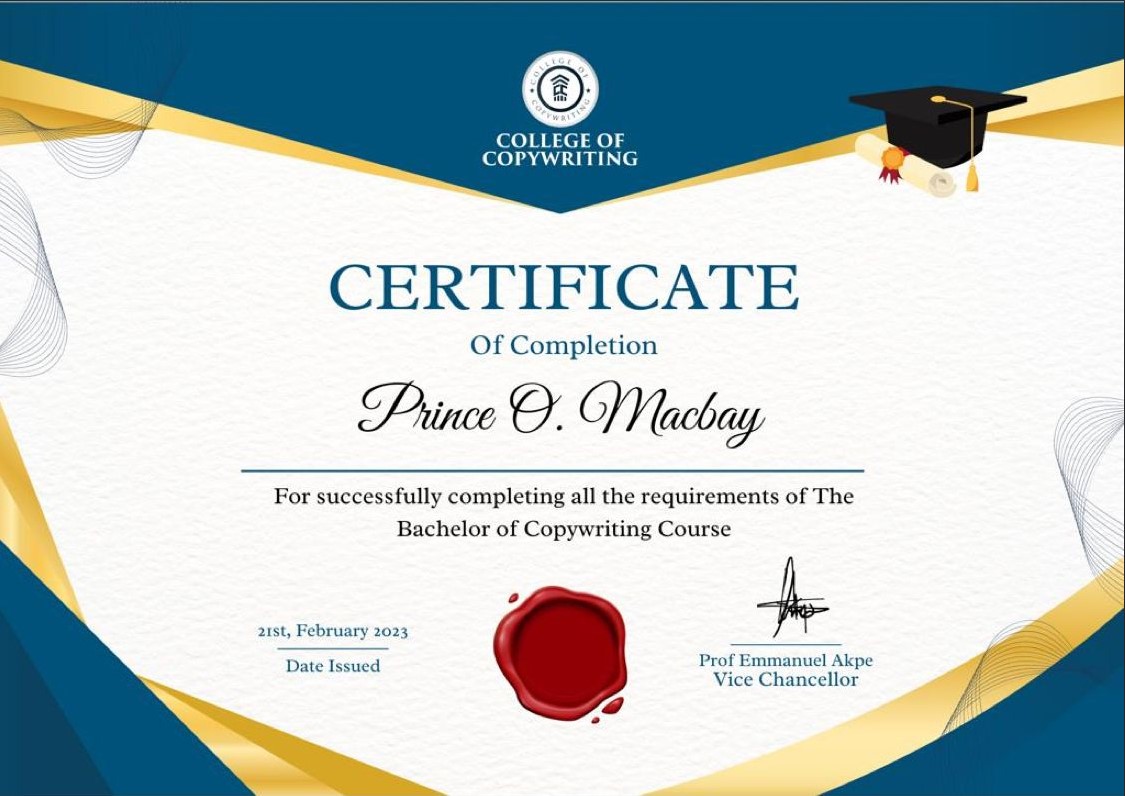 COLLEGE OF
COPYWRITING
COLLEGE OF
COPYWRITING
CERTIFICATE
Of Completion
Prince O. Macbay
For successfully completing all the requirements of The
Bachelor of Copywriting Course
21st, February 2023
Date Issued
Prof Emmanuel Akpe
Vice Chancellor